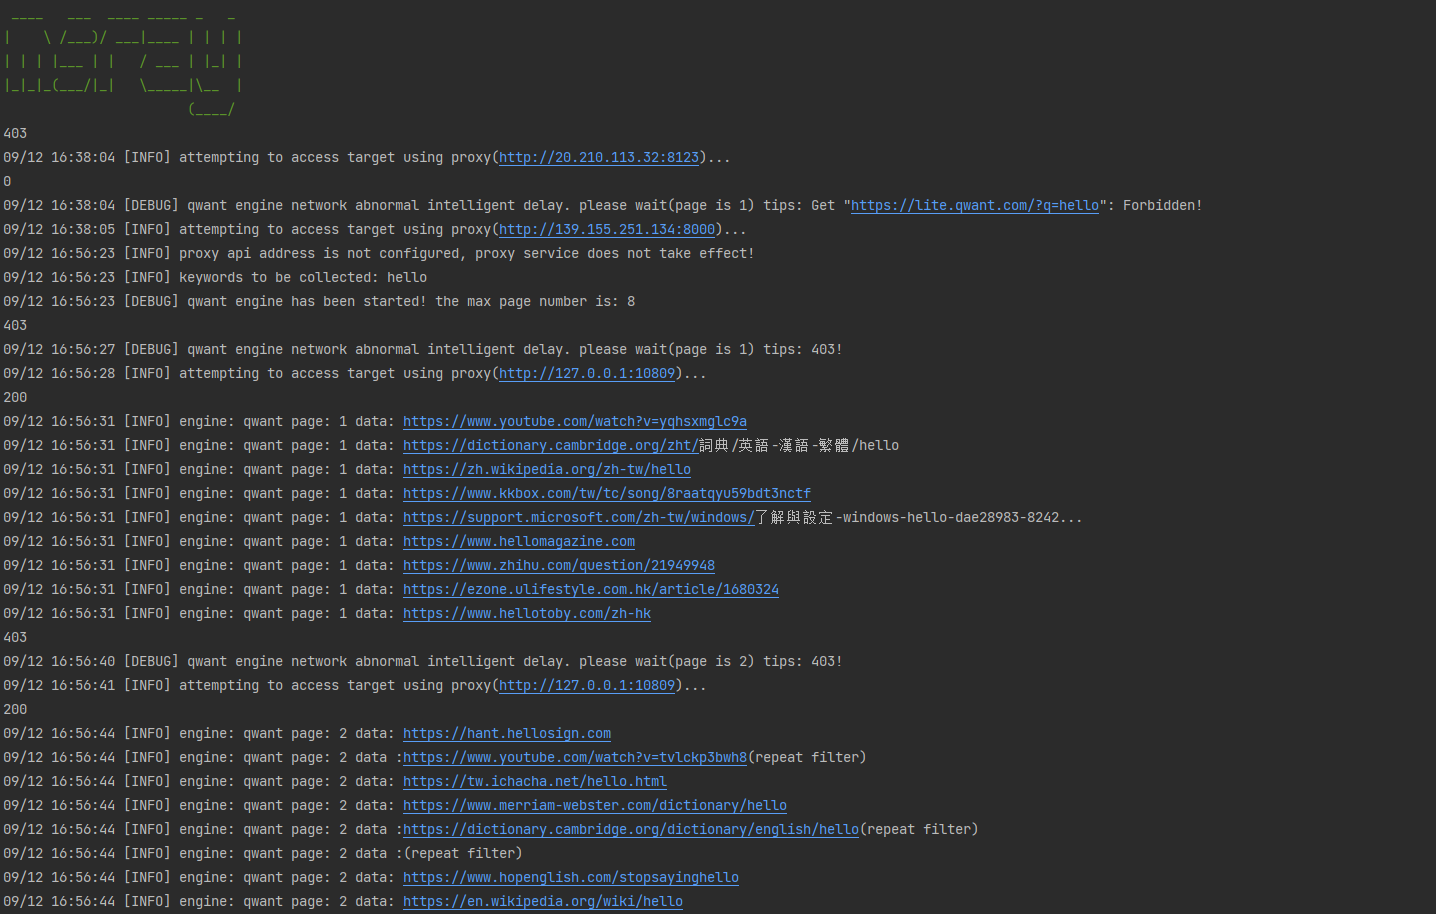 ____   ___  ____ _____ _   _
|    \ /___)/ ___|____ | | | |
| | | |___ | |   / ___ | |_| |
|_|_|_(___/|_|   \_____|\__  |
                       (____/
403
09/12 16:38:04 [INFO] attempting to access target using proxy(http://20.210.113.32:8123)...
0
09/12 16:38:04 [DEBUG] qwant engine network abnormal intelligent delay. please wait(page is 1) tips: Get "https://lite.qwant.com/?q=hello": Forbidden!
09/12 16:38:05 [INFO] attempting to access target using proxy(http://139.155.251.134:8000)...
09/12 16:56:23 [INFO] proxy api address is not configured, proxy service does not take effect!
09/12 16:56:23 [INFO] keywords to be collected: hello
09/12 16:56:23 [DEBUG] qwant engine has been started! the max page number is: 8
403
09/12 16:56:27 [DEBUG] qwant engine network abnormal intelligent delay. please wait(page is 1) tips: 403!
09/12 16:56:28 [INFO] attempting to access target using proxy(http://127.0.0.1:10809)...
200
09/12 16:56:31 [INFO] engine: qwant page: 1 data: https://www.youtube.com/watch?v=yqhsxmglc9a
09/12 16:56:31 [INFO] engine: qwant page: 1 data: https://dictionary.cambridge.org/zht/詞典/英語-漢語-繁體/hello
09/12 16:56:31 [INFO] engine: qwant page: 1 data: https://zh.wikipedia.org/zh-tw/hello
09/12 16:56:31 [INFO] engine: qwant page: 1 data: https://www.kkbox.com/tw/tc/song/8raatqyu59bdt3nctf
09/12 16:56:31 [INFO] engine: qwant page: 1 data: https://support.microsoft.com/zh-tw/windows/了解與設定-windows-hello-dae28983-8242...
09/12 16:56:31 [INFO] engine: qwant page: 1 data: https://www.hellomagazine.com
09/12 16:56:31 [INFO] engine: qwant page: 1 data: https://www.zhihu.com/question/21949948
09/12 16:56:31 [INFO] engine: qwant page: 1 data: https://ezone.ulifestyle.com.hk/article/1680324
09/12 16:56:31 [INFO] engine: qwant page: 1 data: https://www.hellotoby.com/zh-hk
403
09/12 16:56:40 [DEBUG] qwant engine network abnormal intelligent delay. please wait(page is 2) tips: 403!
09/12 16:56:41 [INFO] attempting to access target using proxy(http://127.0.0.1:10809)...
200
09/12 16:56:44 [INFO] engine: qwant page: 2 data: https://hant.hellosign.com
09/12 16:56:44 [INFO] engine: qwant page: 2 data :https://www.youtube.com/watch?v=tvlckp3bwh8(repeat filter)
09/12 16:56:44 [INFO] engine: qwant page: 2 data: https://tw.ichacha.net/hello.html
09/12 16:56:44 [INFO] engine: qwant page: 2 data: https://www.merriam-webster.com/dictionary/hello
09/12 16:56:44 [INFO] engine: qwant page: 2 data :https://dictionary.cambridge.org/dictionary/english/hello(repeat filter)
09/12 16:56:44 [INFO] engine: qwant page: 2 data :(repeat filter)
09/12 16:56:44 [INFO] engine: qwant page: 2 data: https://www.hopenglish.com/stopsayinghello
09/12 16:56:44 [INFO] engine: qwant page: 2 data: https://en.wikipedia.org/wiki/hello